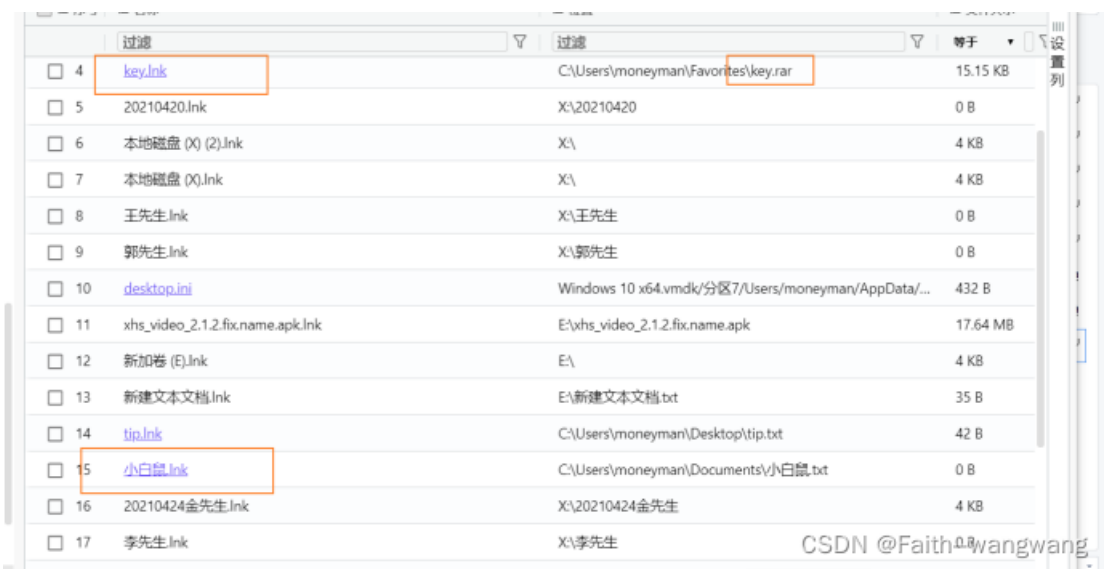 过滤 过滤 等于 设置列
4 key.lnk C:\Users\moneyman\Favorites\key.rar 15.15 KB
5 20210420.lnk X:\20210420 0 B
6 本地磁盘 (X) (2).lnk X:\ 4 KB
7 本地磁盘 (X).lnk X:\ 4 KB
8 王先生.lnk X:\王先生 0 B
9 郭先生.lnk X:\郭先生 0 B
10 desktop.ini Windows 10 x64.vmdk/分区7/Users/moneyman/AppData/... 432 B
11 xhs_video_2.1.2.fix.name.apk.lnk E:\xhs_video_2.1.2.fix.name.apk 17.64 MB
12 新加卷 (E).lnk E:\ 4 KB
13 新建文本文档.lnk E:\新建文本文档.txt 35 B
14 tip.lnk C:\Users\moneyman\Desktop\tip.txt 42 B
15 小白鼠.lnk C:\Users\moneyman\Documents\小白鼠.txt 0 B
16 20210424金先生.lnk X:\20210424金先生 4 KB
17 李先生.lnk X:\李先生 0 B
CSDN @Faith-wangwang